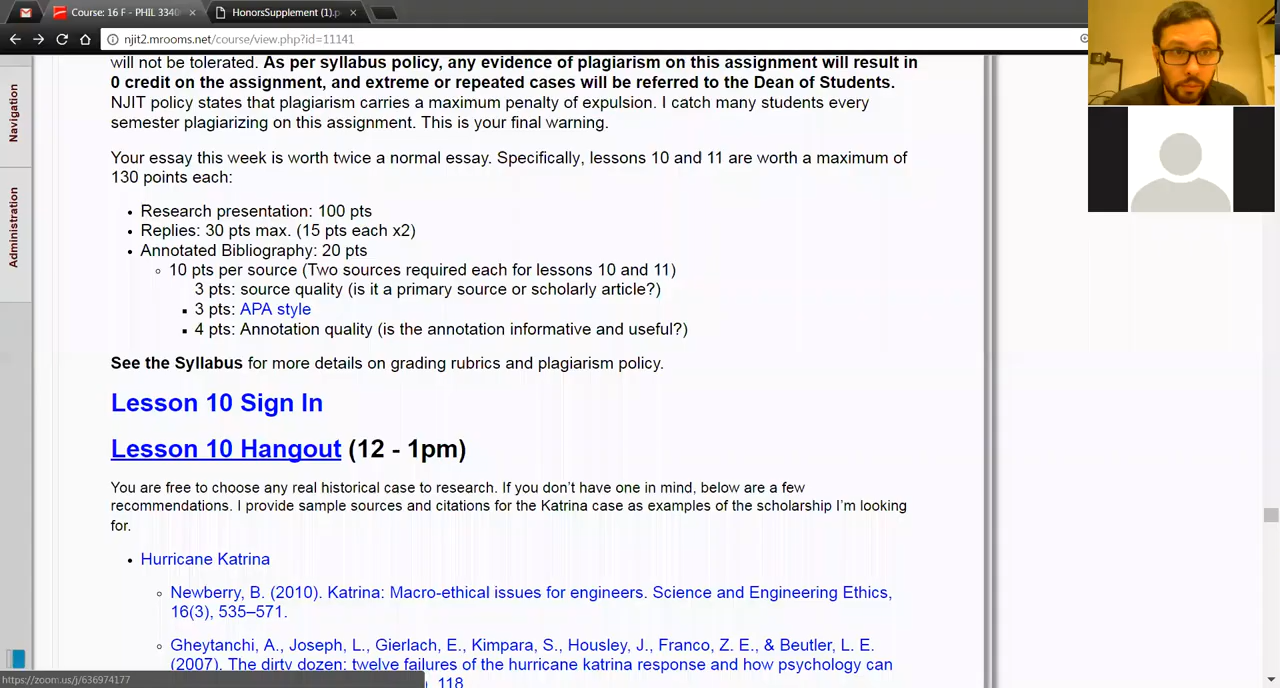 Course: 16 F - PHIL 3340
HonorsSupplement (1).p
njit2.mrooms.net/course/view.php?id=11141
Navigation
Administration
will not be tolerated. As per syllabus policy, any evidence of plagiarism on this assignment will result in
0 credit on the assignment, and extreme or repeated cases will be referred to the Dean of Students.
NJIT policy states that plagiarism carries a maximum penalty of expulsion. I catch many students every
semester plagiarizing on this assignment. This is your final warning.
Your essay this week is worth twice a normal essay. Specifically, lessons 10 and 11 are worth a maximum of
130 points each:
Research presentation: 100 pts
Replies: 30 pts max. (15 pts each x2)
Annotated Bibliography: 20 pts
10 pts per source (Two sources required each for lessons 10 and 11)
3 pts: source quality (is it a primary source or scholarly article?)
3 pts: APA style
4 pts: Annotation quality (is the annotation informative and useful?)
See the Syllabus for more details on grading rubrics and plagiarism policy.
Lesson 10 Sign In
Lesson 10 Hangout (12 - 1pm)
You are free to choose any real historical case to research. If you don't have one in mind, below are a few
recommendations. I provide sample sources and citations for the Katrina case as examples of the scholarship I'm looking
for.
Hurricane Katrina
Newberry, B. (2010). Katrina: Macro-ethical issues for engineers. Science and Engineering Ethics,
16(3), 535–571.
Gheytanchi, A., Joseph, L., Gierlach, E., Kimpara, S., Housley, J., Franco, Z. E., & Beutler, L. E.
(2007). The dirty dozen: twelve failures of the hurricane katrina response and how psychology can
118
https://zoom.us/j/636974177